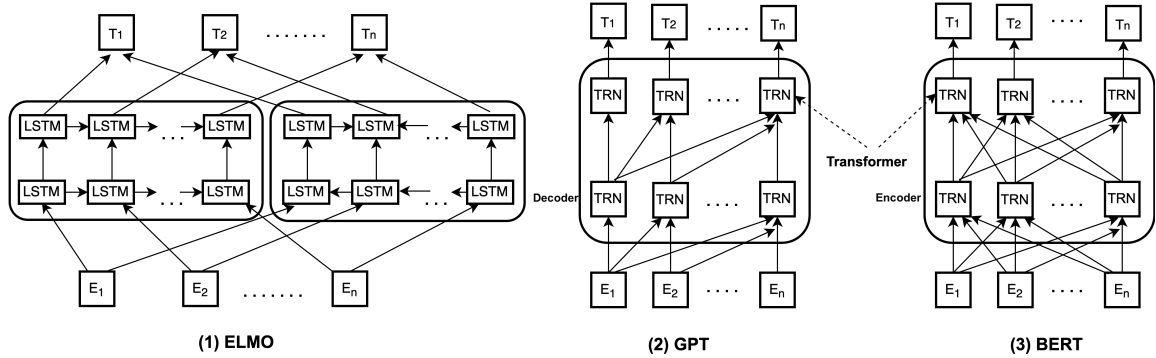 T1 T2 ....... Tn
LSTM LSTM ... LSTM LSTM LSTM ... LSTM
LSTM LSTM ... LSTM LSTM LSTM ... LSTM
E1 E2 ....... En
(1) ELMO
T1 T2 ..... Tn
TRN TRN .... TRN
Decoder TRN TRN .... TRN
E1 E2 .... En
(2) GPT
Transformer
T1 T2 .... Tn
TRN TRN .... TRN
Encoder TRN TRN .... TRN
E1 E2 .... En
(3) BERT